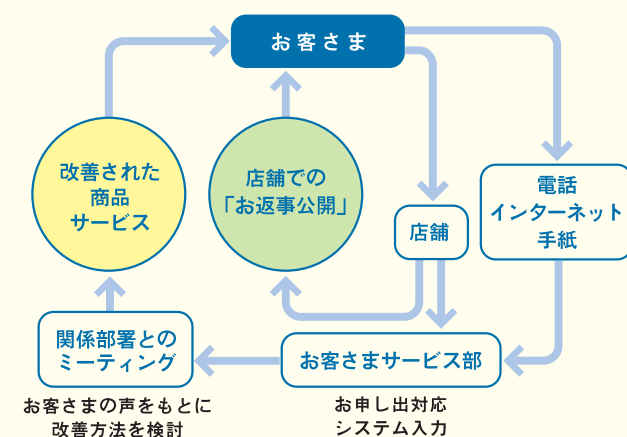 お客さま
改善された
商品
サービス
店舗での
「お返事公開」
店舗
電話
インターネット
手紙
関係部署との
ミーティング
お客さまサービス部
お客さまの声をもとに
改善方法を検討
お申し出対応
システム入力